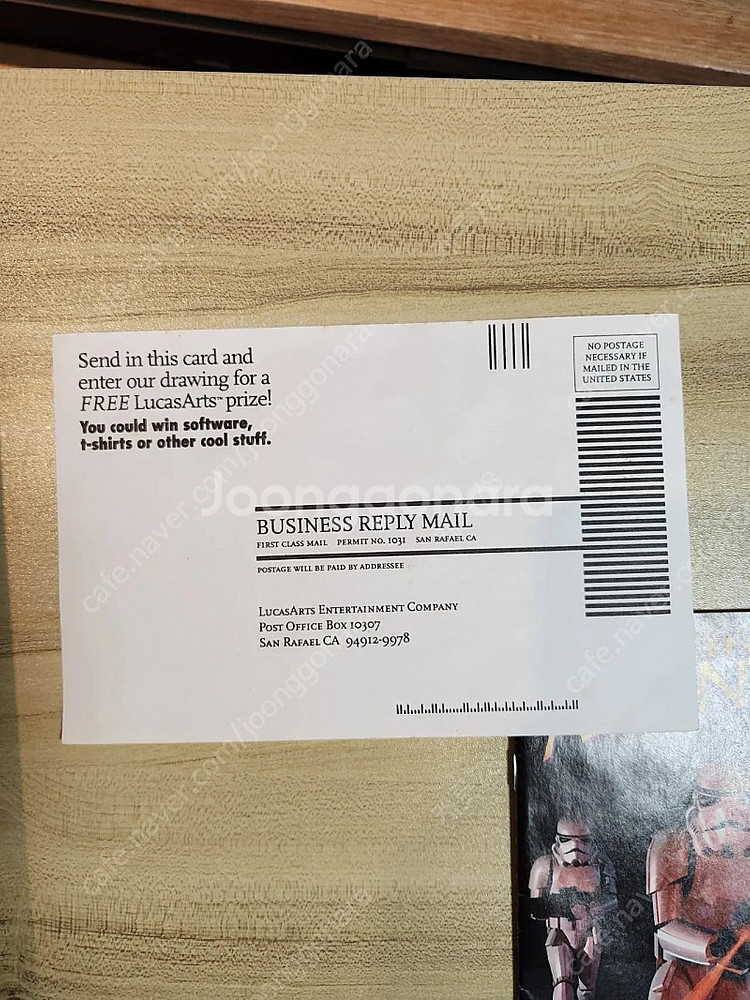 Send in this card and
enter our drawing for a
FREE LucasArts™ prize!
You could win software,
t-shirts or other cool stuff.
NO POSTAGE
NECESSARY IF
MAILED IN THE
UNITED STATES
BUSINESS REPLY MAIL
FIRST CLASS MAIL PERMIT NO. 1031 SAN RAFAEL CA
POSTAGE WILL BE PAID BY ADDRESSEE
LUCASARTS ENTERTAINMENT COMPANY
POST OFFICE BOX 10307
SAN RAFAEL CA 94912-9978
Joonggonara
cafe.naver.com/joonggonara